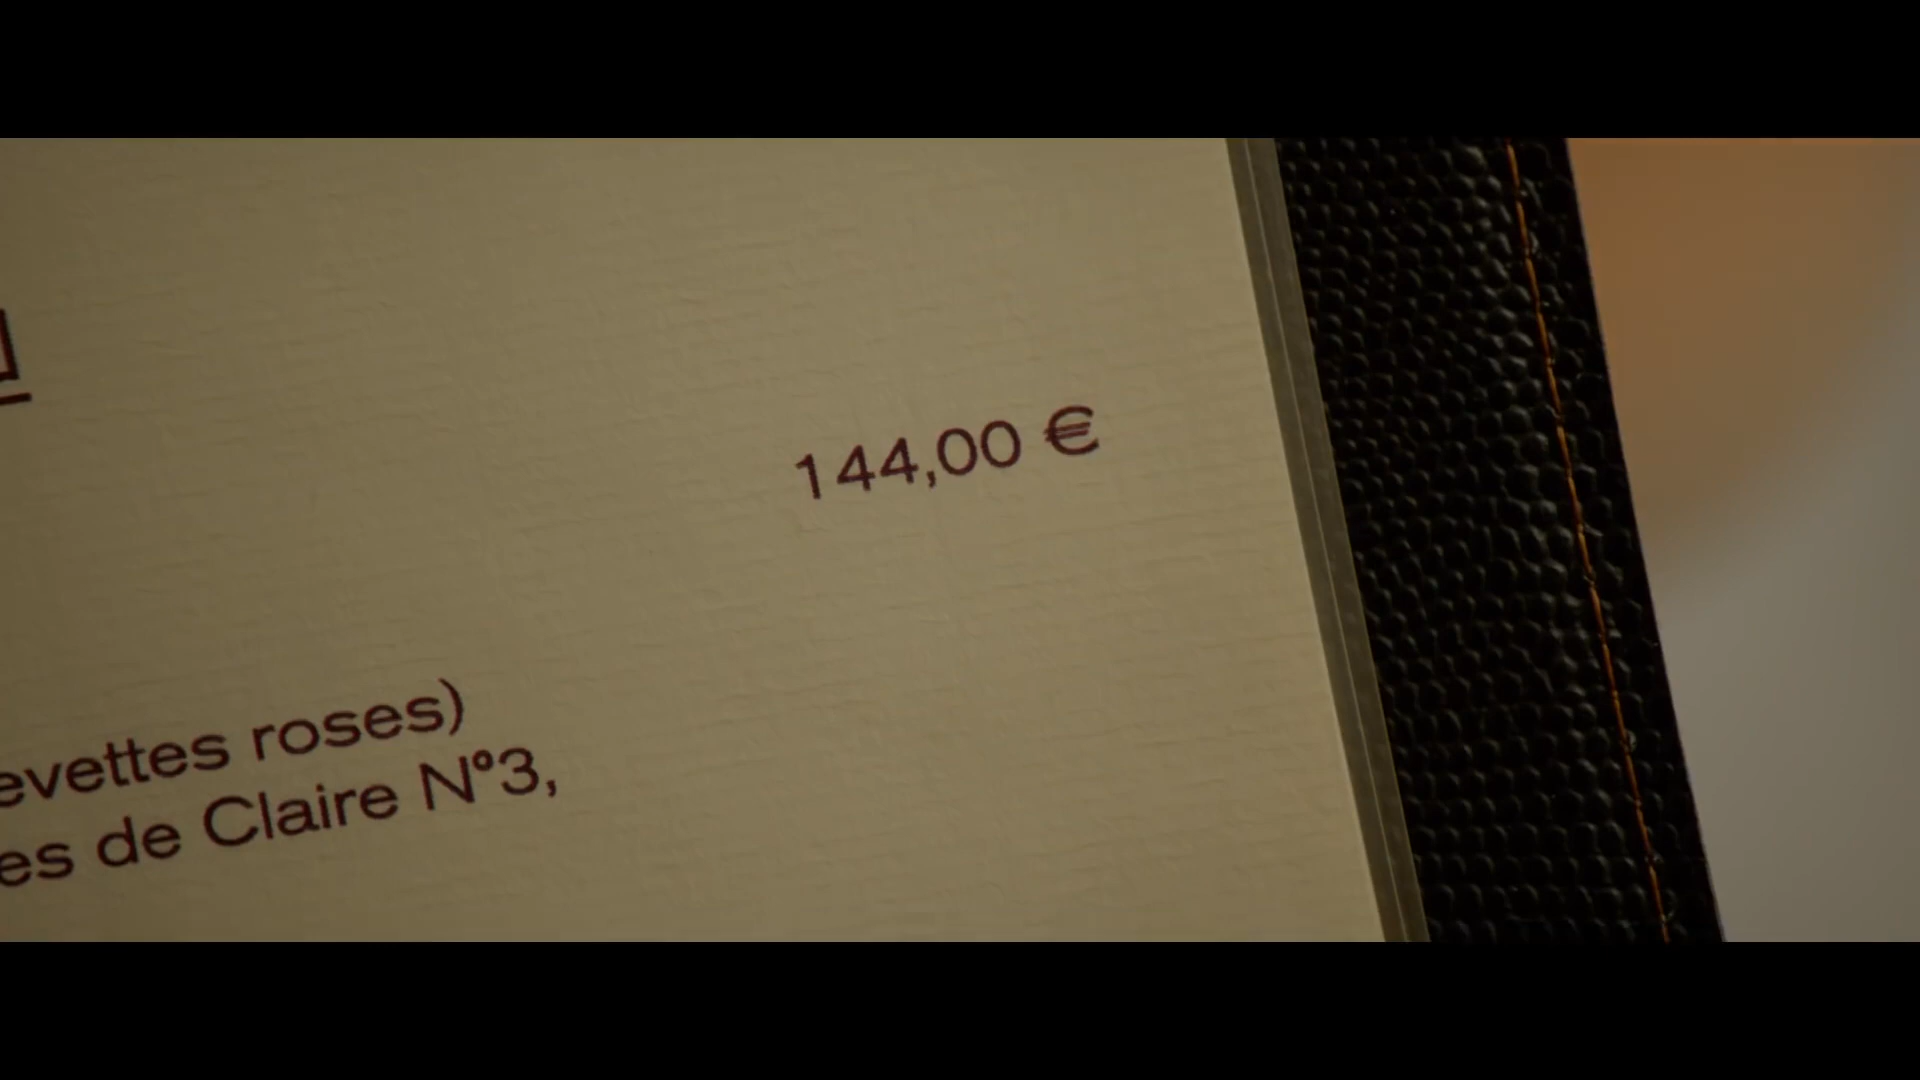 144,00 €
evettes roses)
es de Claire N°3,